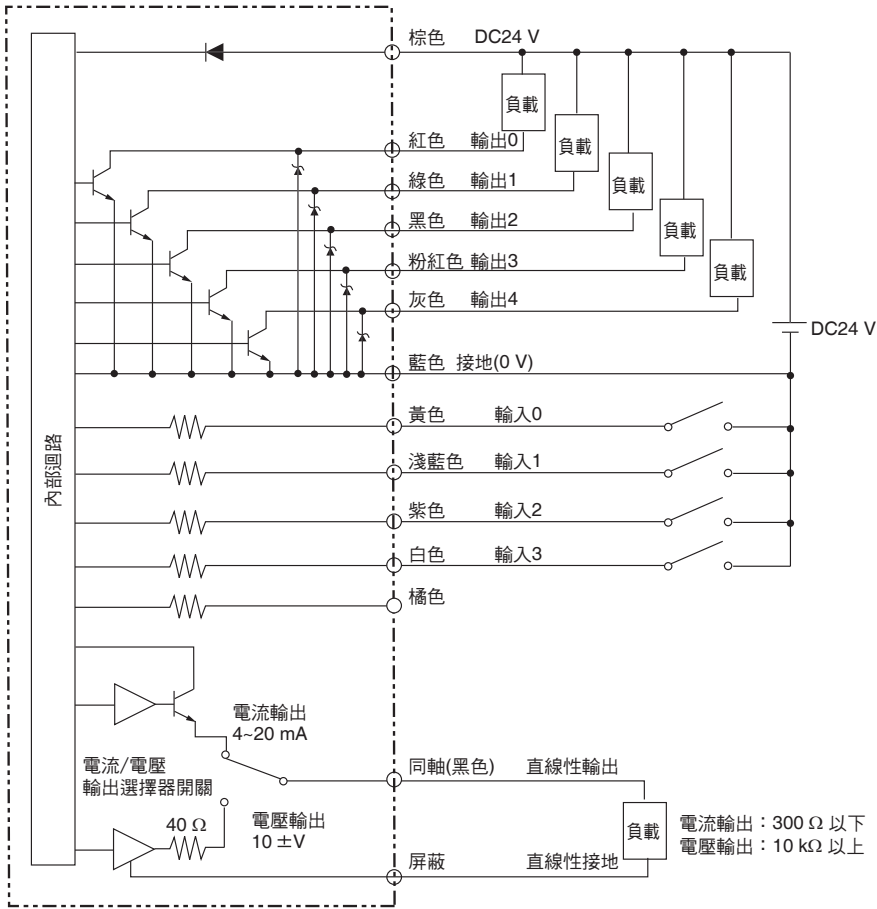 棕色 DC24 V
負載
紅色 輸出0
負載
綠色 輸出1
負載
黑色 輸出2
負載
粉紅色 輸出3
負載
灰色 輸出4
DC24 V
藍色 接地(0 V)
黃色 輸入0
淺藍色 輸入1
內部迴路
紫色 輸入2
白色 輸入3
橘色
電流輸出
4~20 mA
電流/電壓
輸出選擇器開關
同軸(黑色) 直線性輸出
40 Ω
電壓輸出
10 ±V
負載
電流輸出：300 Ω 以下
電壓輸出：10 kΩ 以上
屏蔽 直線性接地